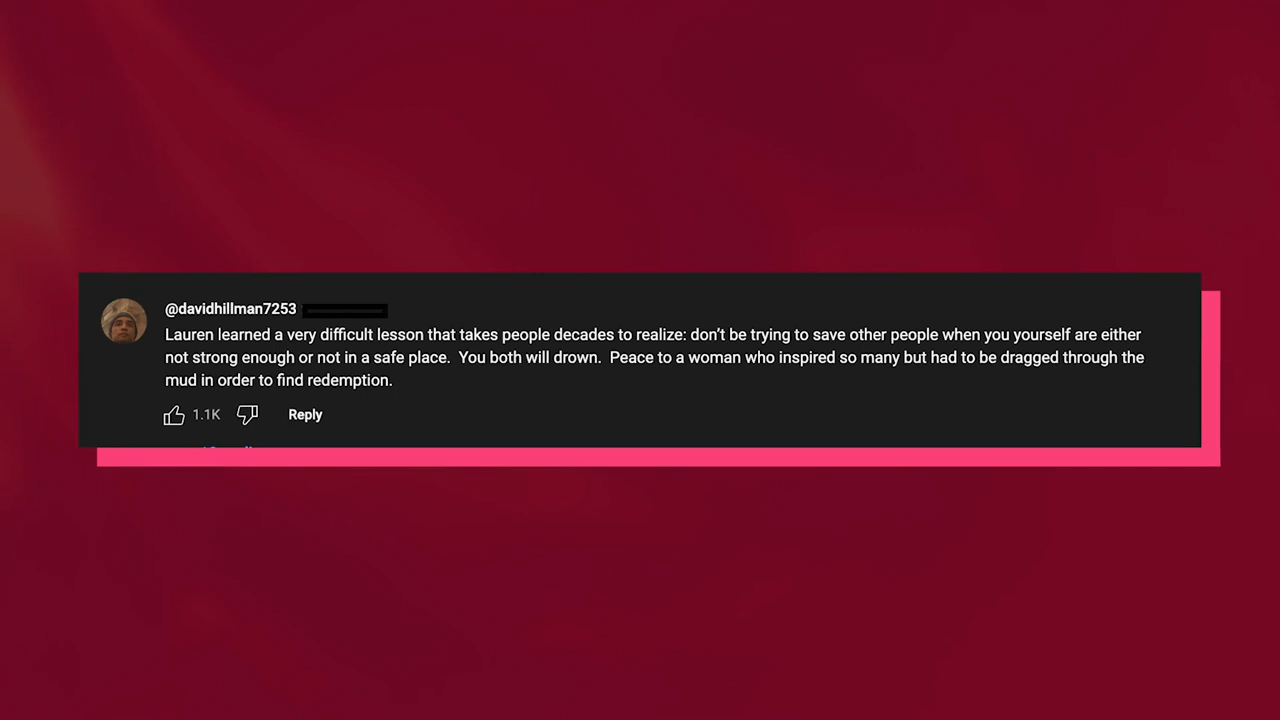 @davidhillman7253
Lauren learned a very difficult lesson that takes people decades to realize: don’t be trying to save other people when you yourself are either
not strong enough or not in a safe place.  You both will drown.  Peace to a woman who inspired so many but had to be dragged through the
mud in order to find redemption.
1.1K Reply